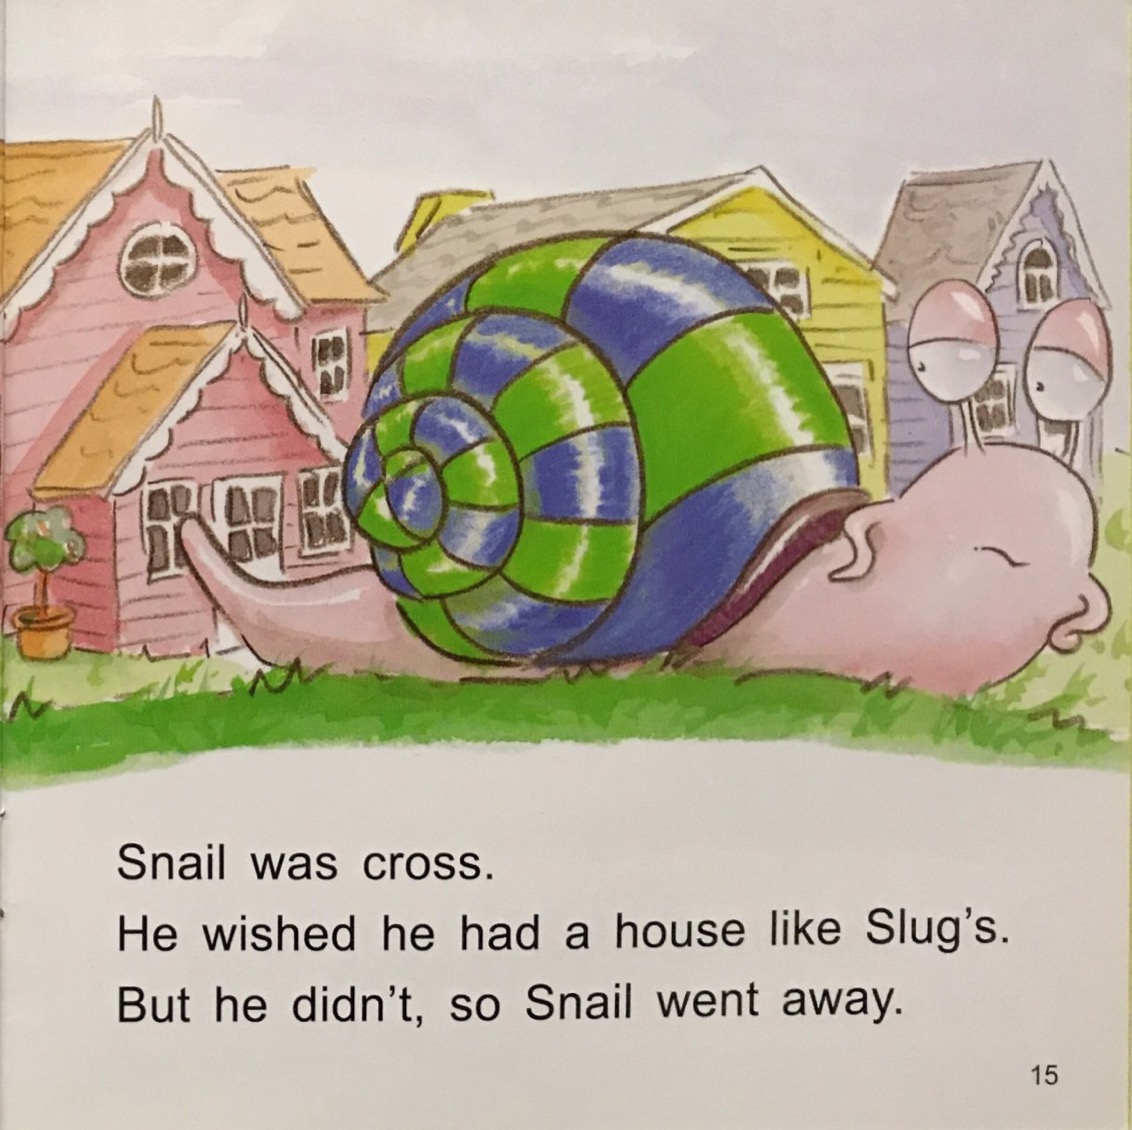 Snail was cross.
He wished he had a house like Slug’s.
But he didn’t, so Snail went away.
15